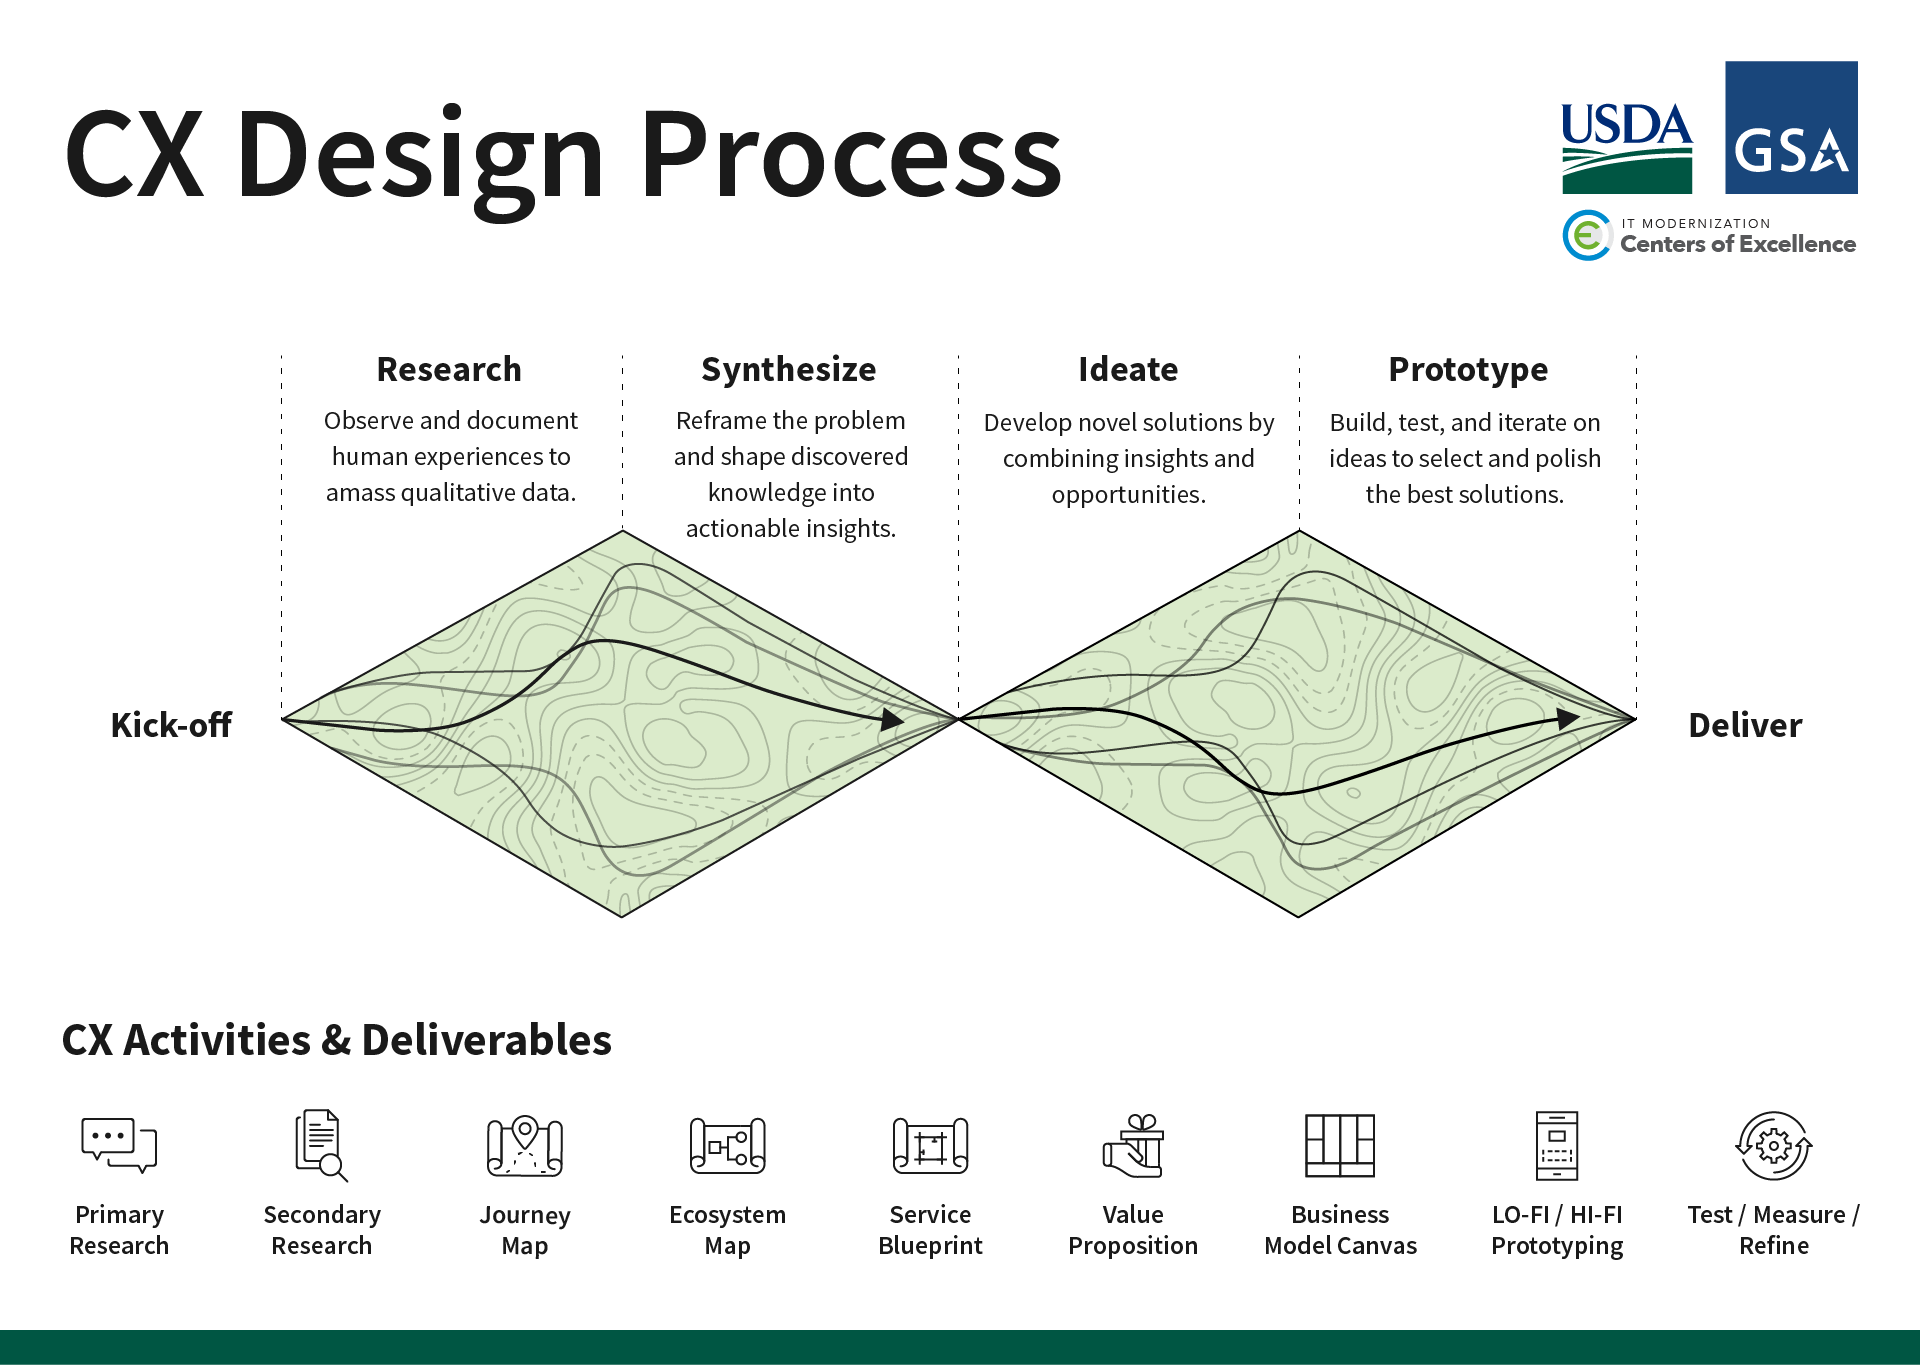 CX Design Process
USDA
GSA
IT MODERNIZATION
Centers of Excellence
Research
Observe and document
human experiences to
amass qualitative data.
Synthesize
Reframe the problem
and shape discovered
knowledge into
actionable insights.
Ideate
Develop novel solutions by
combining insights and
opportunities.
Prototype
Build, test, and iterate on
ideas to select and polish
the best solutions.
Kick-off
Deliver
CX Activities & Deliverables
Primary
Research
Secondary
Research
Journey
Map
Ecosystem
Map
Service
Blueprint
Value
Proposition
Business
Model Canvas
LO-FI / HI-FI
Prototyping
Test / Measure /
Refine